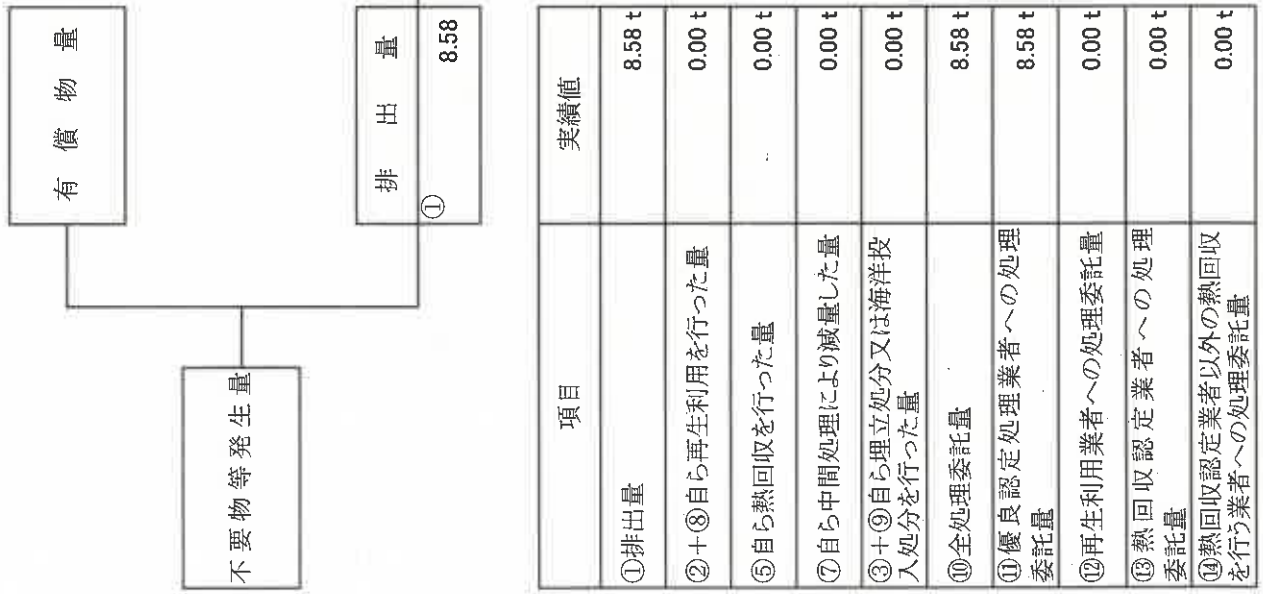 有償物量
不要物等発生量
排出量
①
8.58
項目 実績値
①排出量 8.58 t
②+⑧自ら再生利用を行った量 0.00 t
⑤自ら熱回収を行った量 0.00 t
⑦自ら中間処理により減量した量 0.00 t
③+⑨自ら埋立処分又は海洋投
入処分を行った量 0.00 t
⑩全処理委託量 8.58 t
⑪優良認定処理業者への処理
委託量 8.58 t
⑫再生利用業者への処理委託量 0.00 t
⑬熱回収認定業者への処理
委託量 0.00 t
⑭熱回収認定業者以外の熱回収
を行う業者への処理委託量 0.00 t